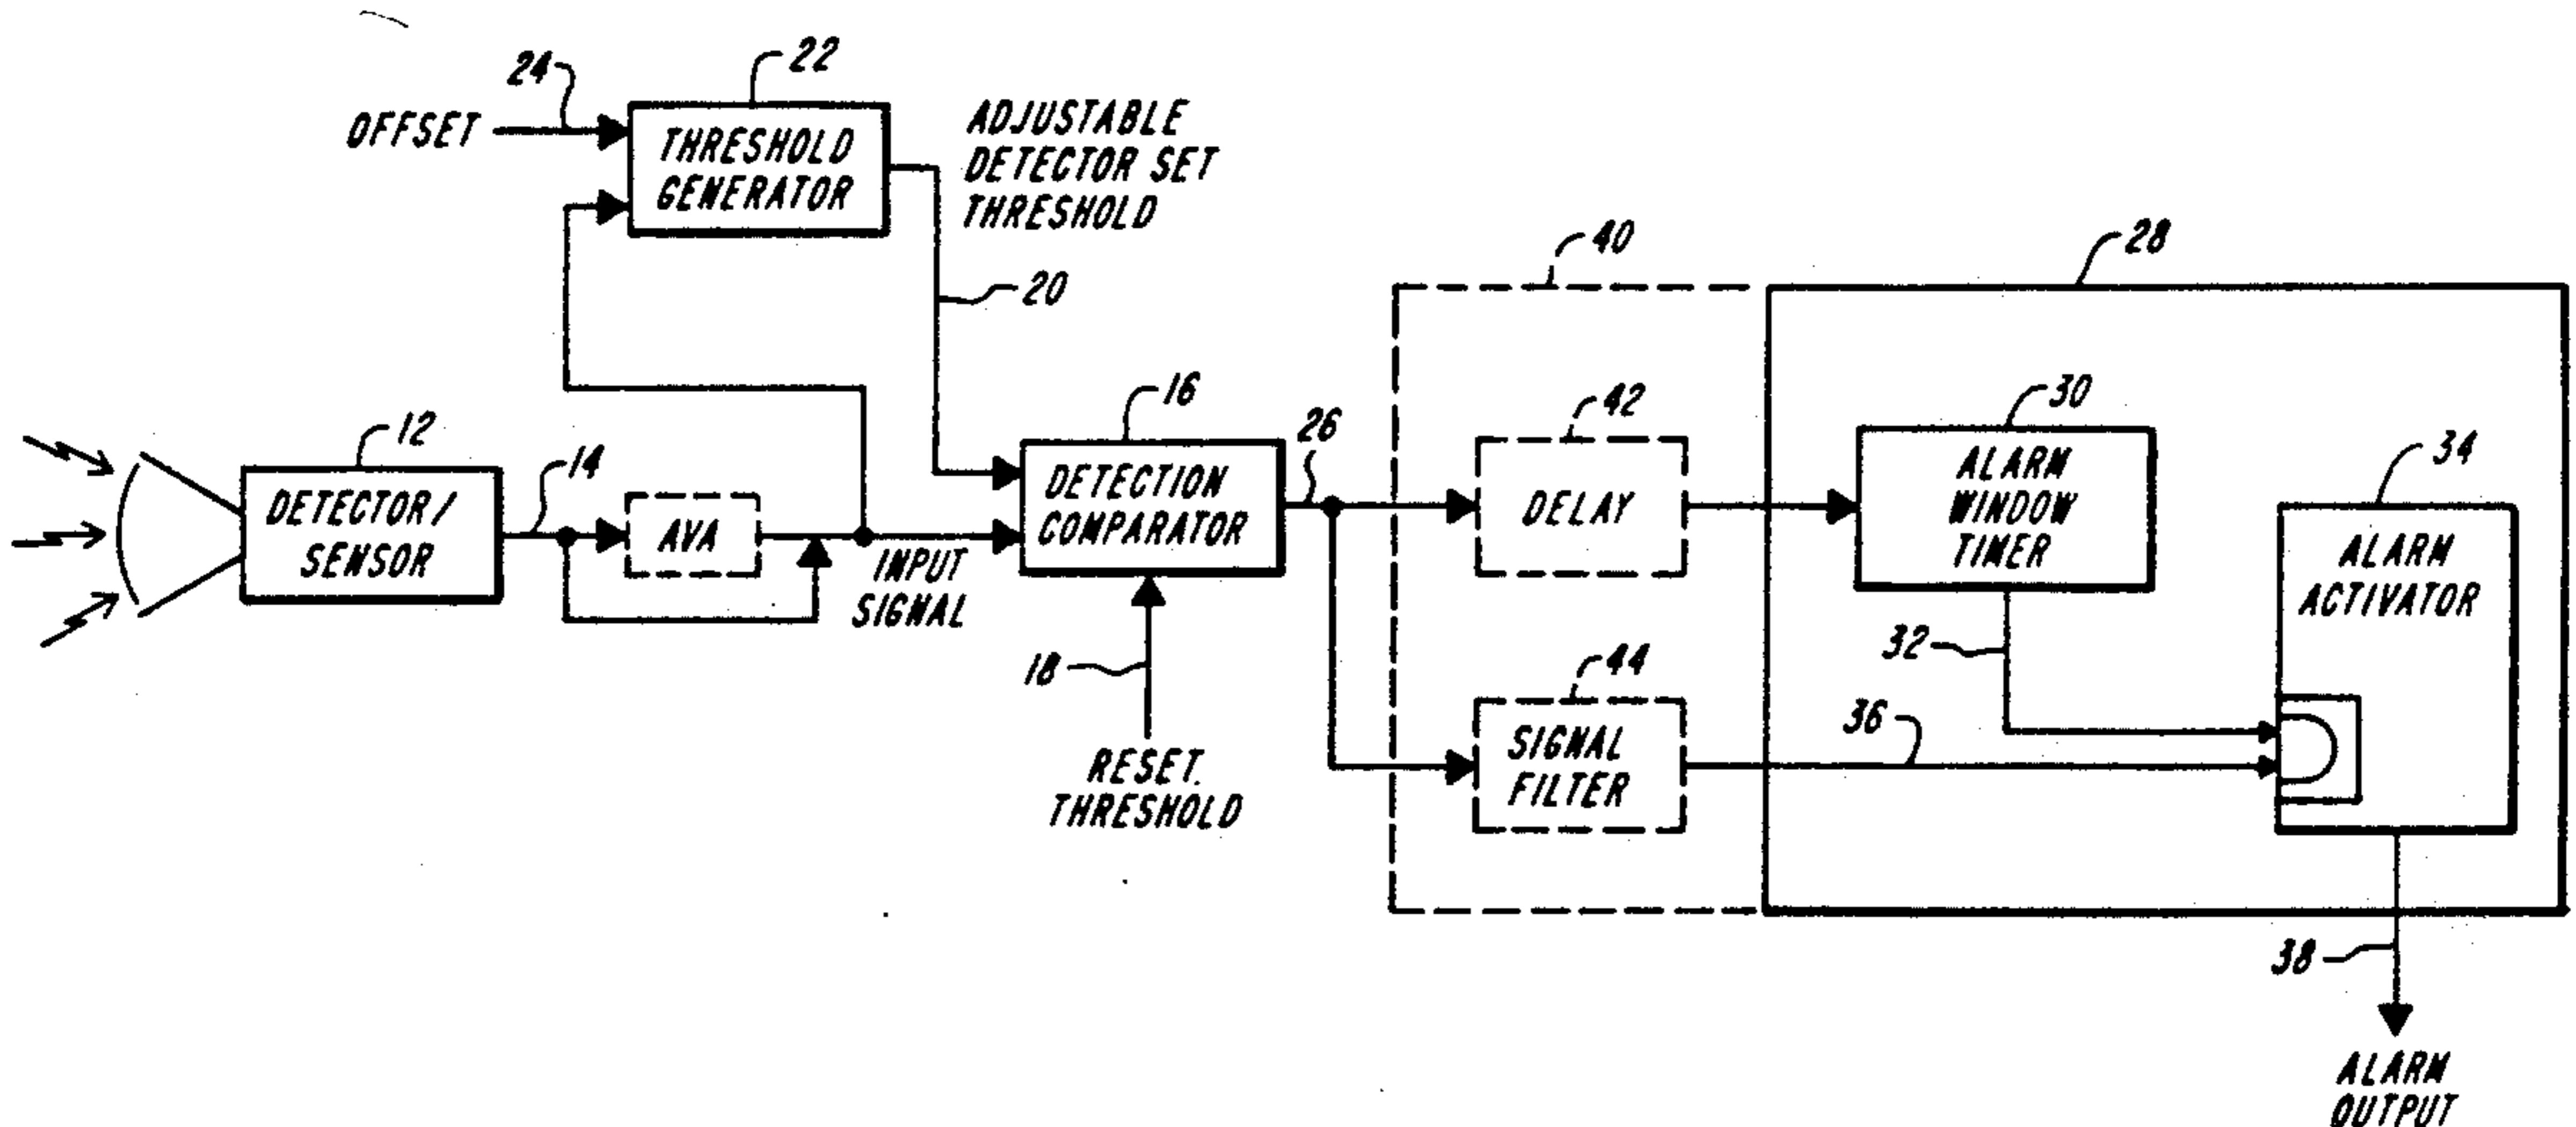 22
24
OFFSET
THRESHOLD
GENERATOR
ADJUSTABLE
DETECTOR SET
THRESHOLD
20
40
28
12
DETECTOR/
SENSOR
14
AVA
INPUT
SIGNAL
16
DETECTION
COMPARATOR
26
18
RESET.
THRESHOLD
42
DELAY
44
SIGNAL
FILTER
30
ALARM
WINDOW
TIMER
32
36
34
ALARM
ACTIVATOR
38
ALARM
OUTPUT